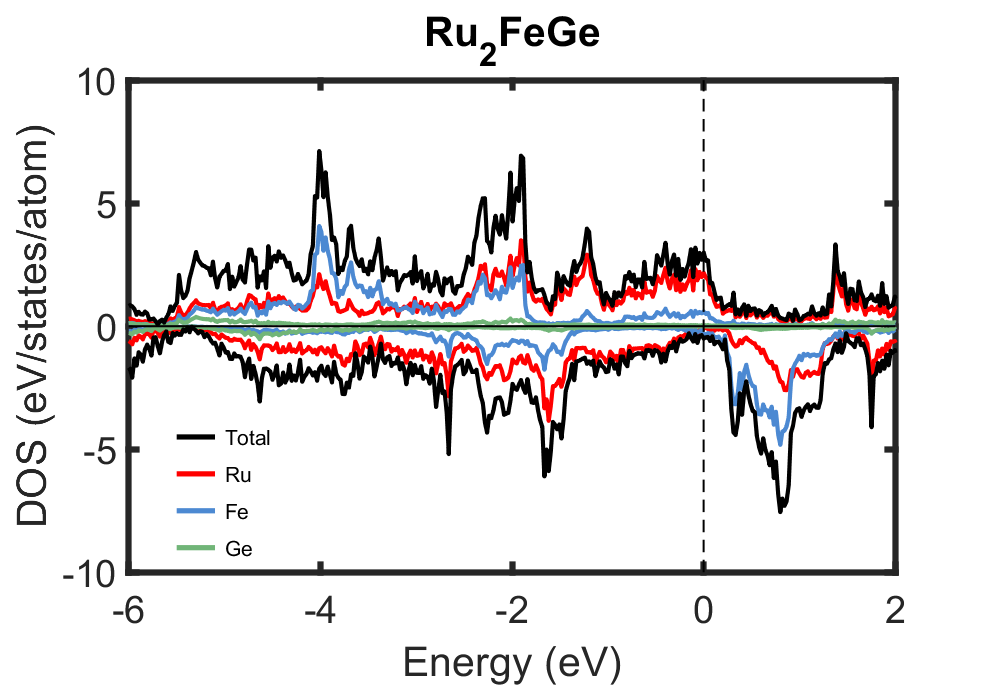 Ru₂FeGe
DOS (eV/states/atom)
10
5
0
-5
-10
Total
Ru
Fe
Ge
-6 -4 -2 0 2
Energy (eV)